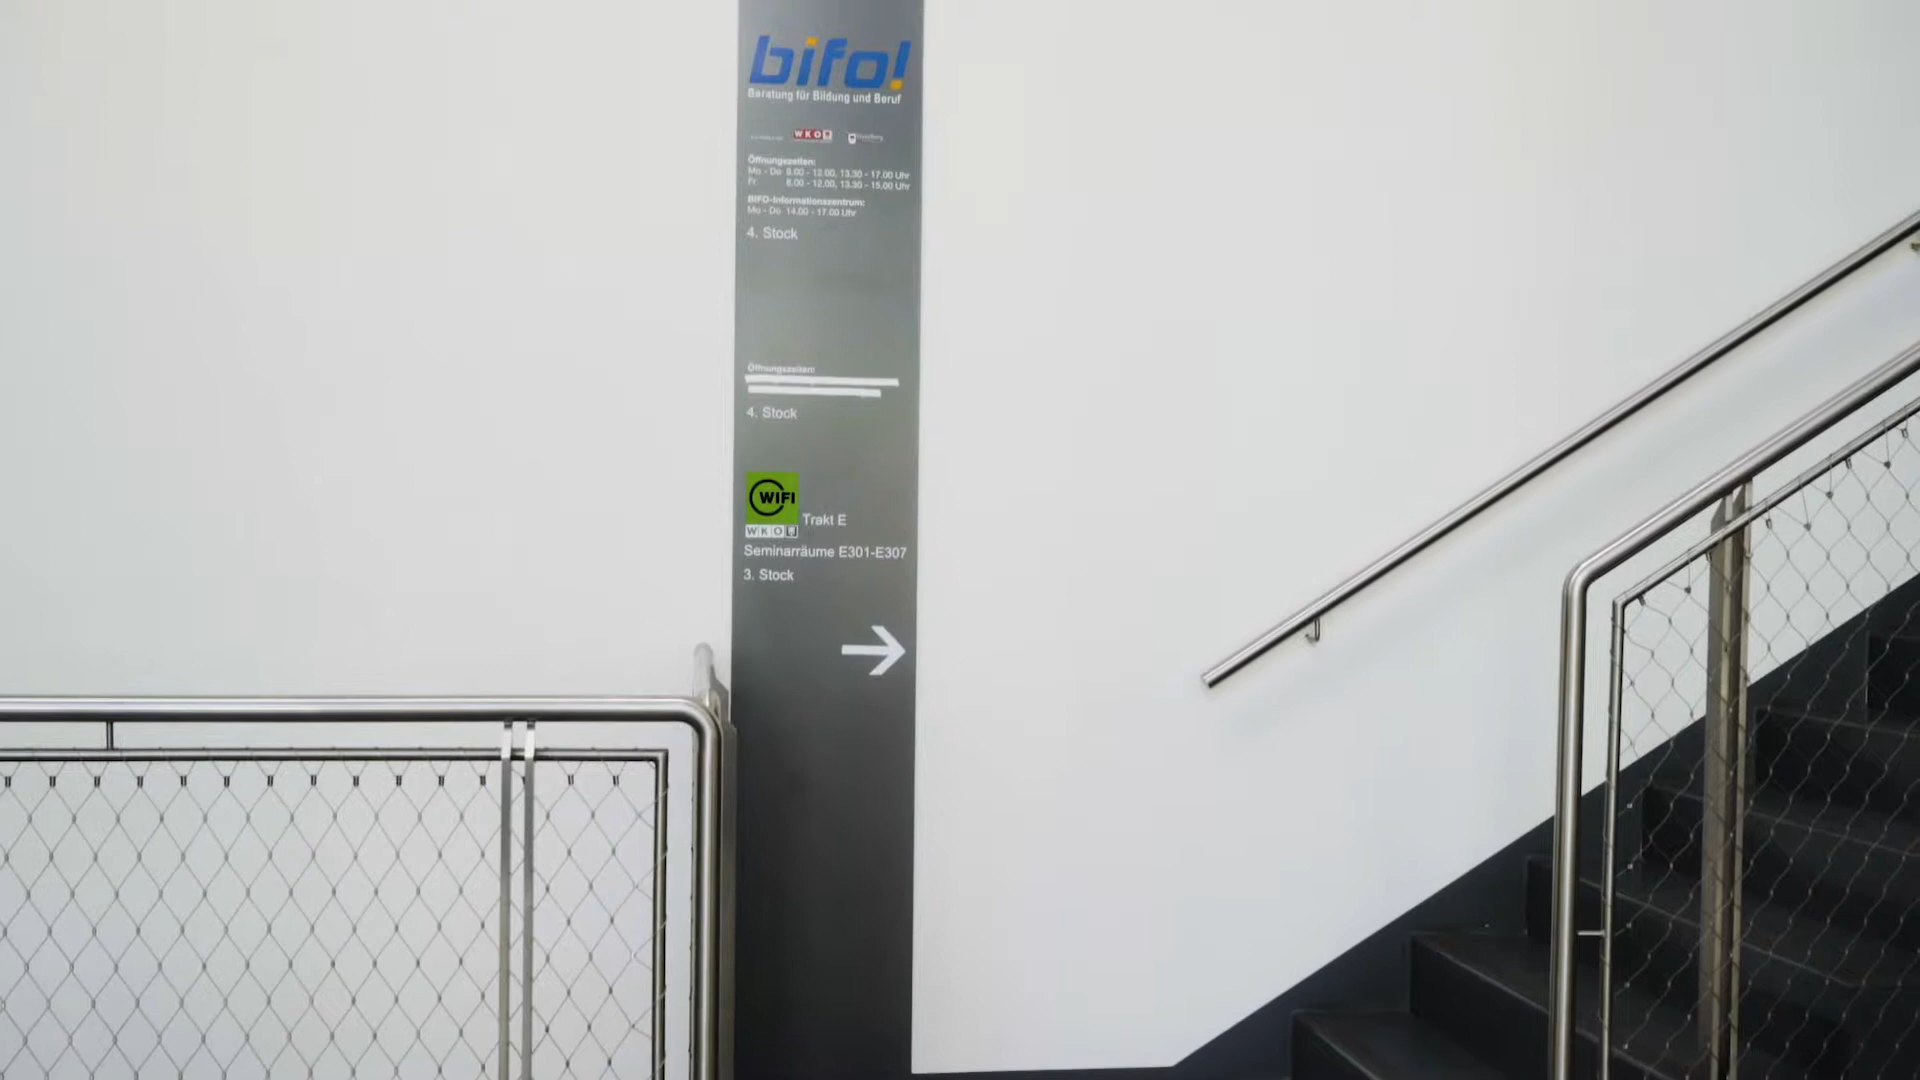 bifo!
Beratung für Bildung und Beruf
WKO
Öffnungszeiten:
Mo - Do 8.00 - 12.00, 13.30 - 17.00 Uhr
Fr 8.00 - 12.00, 13.30 - 15.00 Uhr
BIFO-Informationszentrum:
Mo - Do 14.00 - 17.00 Uhr
4. Stock
Öffnungszeiten:
4. Stock
WIFI
WKO
Trakt E
Seminarräume E301-E307
3. Stock